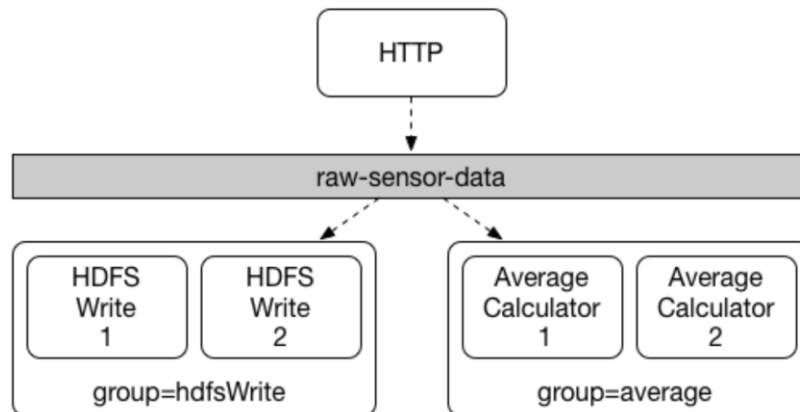 HTTP
raw-sensor-data
HDFS
Write
1
HDFS
Write
2
group=hdfsWrite
Average
Calculator
1
Average
Calculator
2
group=average